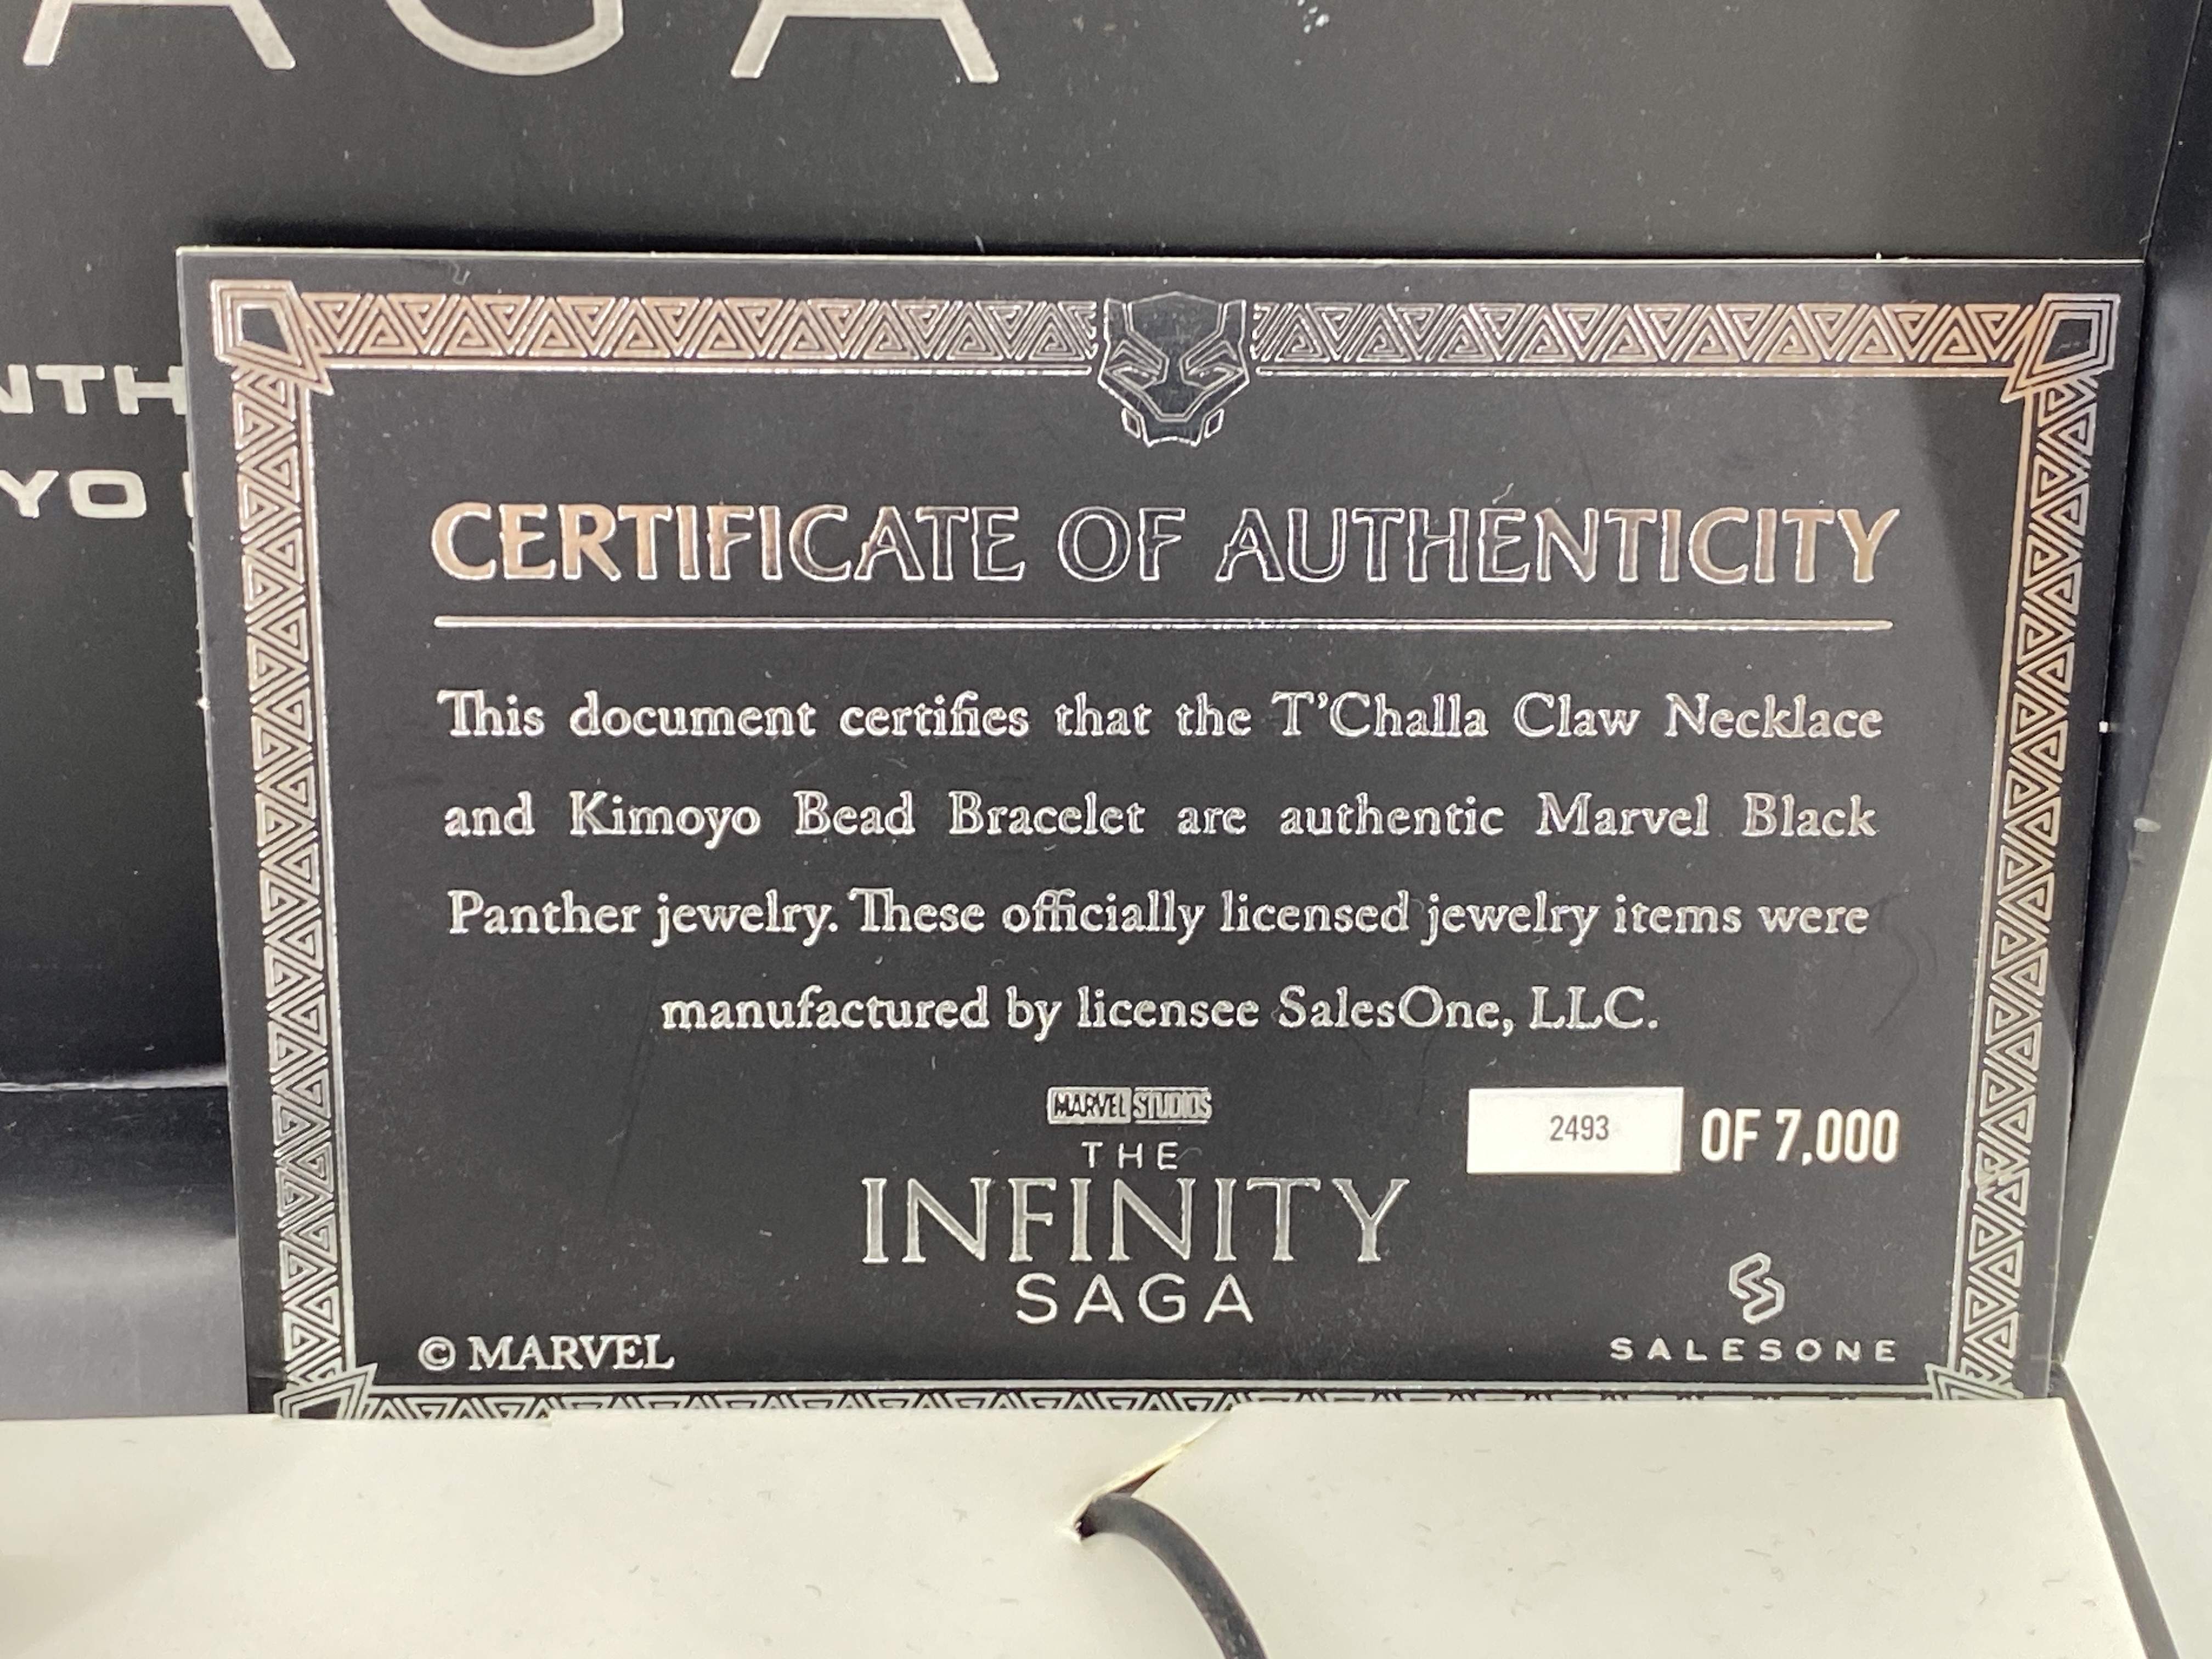 AGA
NTH
YO
CERTIFICATE OF AUTHENTICITY
This document certifies that the T'Challa Claw Necklace
and Kimoyo Bead Bracelet are authentic Marvel Black
Panther jewelry. These officially licensed jewelry items were
manufactured by licensee SalesOne, LLC.
MARVEL STUDIOS
THE
INFINITY
SAGA
2493 OF 7,000
© MARVEL
SALESONE